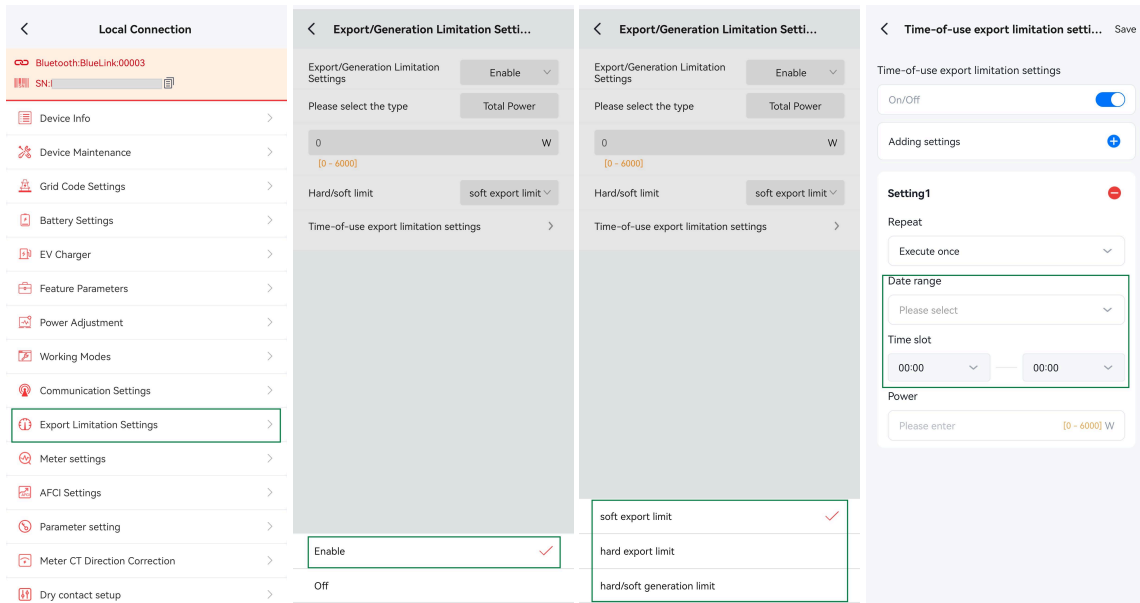 Local Connection
Bluetooth:BlueLink:00003
SN:
Device Info
Device Maintenance
Grid Code Settings
Battery Settings
EV Charger
Feature Parameters
Power Adjustment
Working Modes
Communication Settings
Export Limitation Settings
Meter settings
AFCI Settings
Parameter setting
Meter CT Direction Correction
Dry contact setup
Export/Generation Limitation Setti...
Export/Generation Limitation
Settings
Enable
Please select the type
Total Power
0
W
[0 ~ 6000]
Hard/soft limit
soft export limit
Time-of-use export limitation settings
Enable
Off
Export/Generation Limitation Setti...
Export/Generation Limitation
Settings
Enable
Please select the type
Total Power
0
W
[0 ~ 6000]
Hard/soft limit
soft export limit
Time-of-use export limitation settings
soft export limit
hard export limit
hard/soft generation limit
Time-of-use export limitation setti...
Save
Time-of-use export limitation settings
On/Off
Adding settings
Setting1
Repeat
Execute once
Date range
Please select
Time slot
00:00
00:00
Power
Please enter
[0 ~ 6000] W